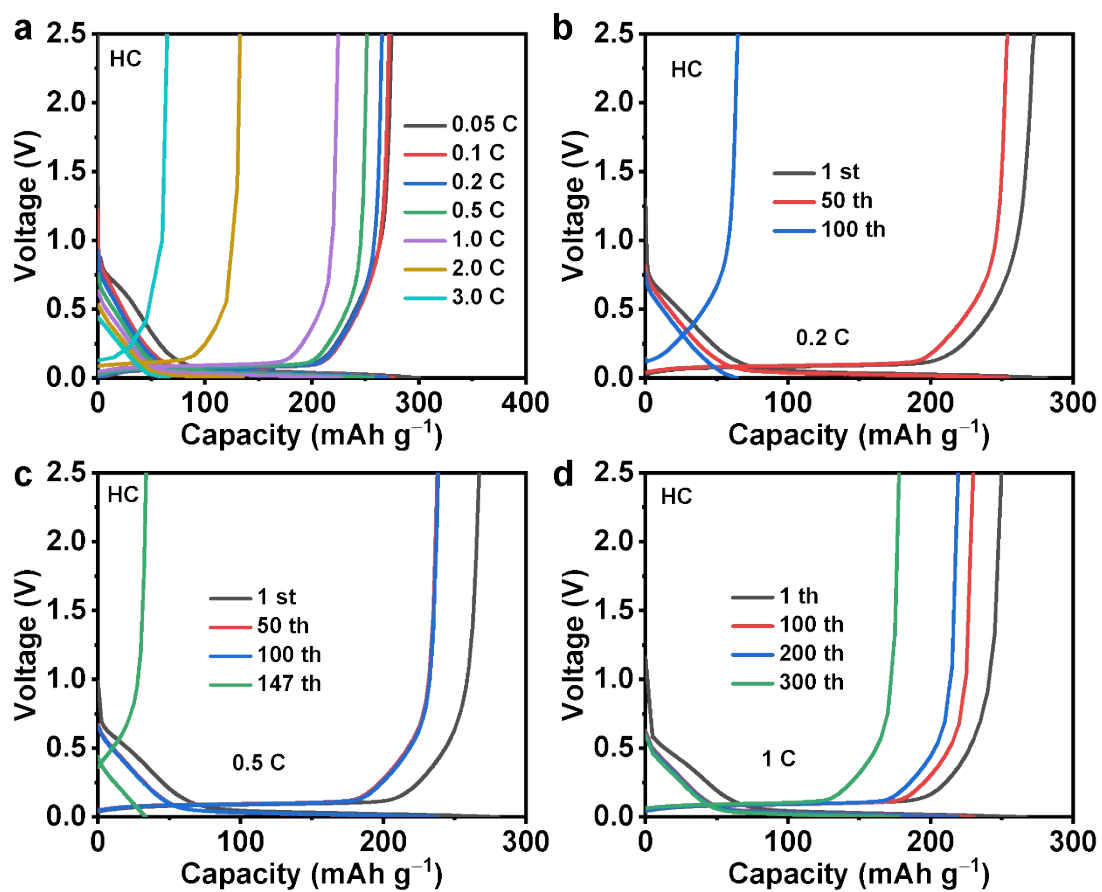 a
HC
2.5
2.0
1.5
1.0
0.5
0.0
0 100 200 300 400
Voltage (V)
Capacity (mAh g⁻¹)
0.05 C
0.1 C
0.2 C
0.5 C
1.0 C
2.0 C
3.0 C
b
HC
2.5
2.0
1.5
1.0
0.5
0.0
0 100 200 300
Voltage (V)
Capacity (mAh g⁻¹)
1 st
50 th
100 th
0.2 C
c
HC
2.5
2.0
1.5
1.0
0.5
0.0
0 100 200 300
Voltage (V)
Capacity (mAh g⁻¹)
1 st
50 th
100 th
147 th
0.5 C
d
HC
2.5
2.0
1.5
1.0
0.5
0.0
0 100 200 300
Voltage (V)
Capacity (mAh g⁻¹)
1 th
100 th
200 th
300 th
1 C